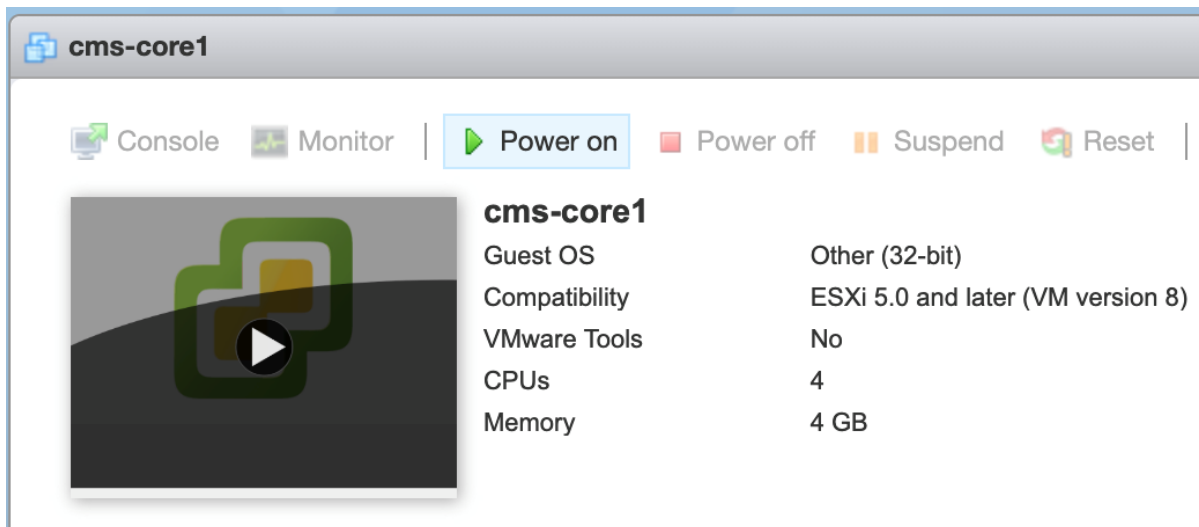 cms-core1
Console Monitor Power on Power off Suspend Reset
cms-core1
Guest OS Other (32-bit)
Compatibility ESXi 5.0 and later (VM version 8)
VMware Tools No
CPUs 4
Memory 4 GB